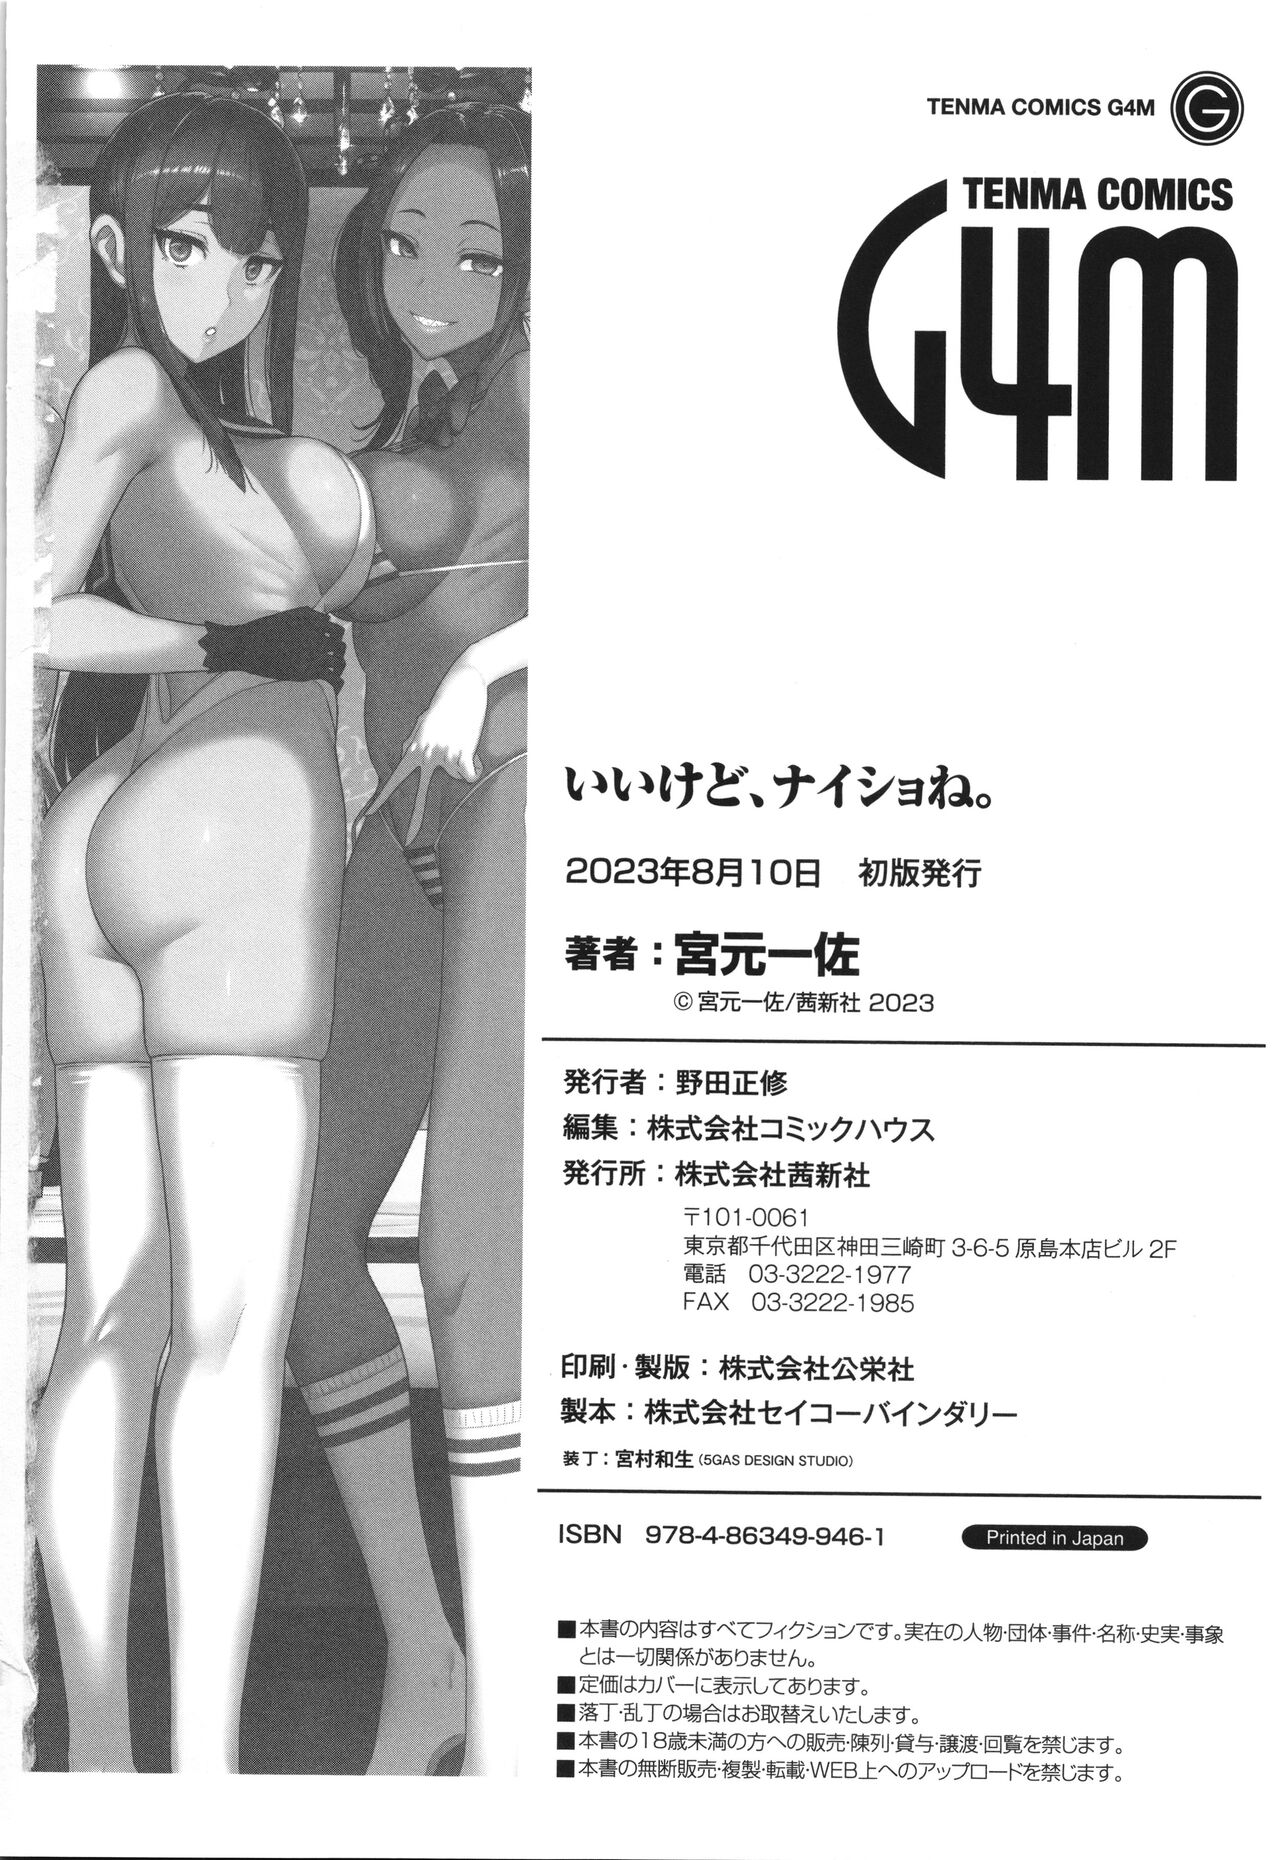 TENMA COMICS G4M
G
TENMA COMICS
G4M
いいけど、ナイショね。
2023年8月10日　初版発行
著者：宮元一佐
© 宮元一佐/茜新社 2023
発行者：野田正修
編集：株式会社コミックハウス
発行所：株式会社茜新社
〒101-0061
東京都千代田区神田三崎町 3-6-5 原島本店ビル 2F
電話　03-3222-1977
FAX　03-3222-1985
印刷・製版：株式会社公栄社
製本：株式会社セイコーバインダリー
装丁：宮村和生（5GAS DESIGN STUDIO）
ISBN　978-4-86349-946-1
Printed in Japan
■本書の内容はすべてフィクションです。実在の人物・団体・事件・名称・史実・事象
とは一切関係がありません。
■定価はカバーに表示してあります。
■落丁・乱丁の場合はお取替えいたします。
■本書の18歳未満の方への販売・陳列・貸与・譲渡・回覧を禁じます。
■本書の無断販売・複製・転載・WEB上へのアップロードを禁じます。